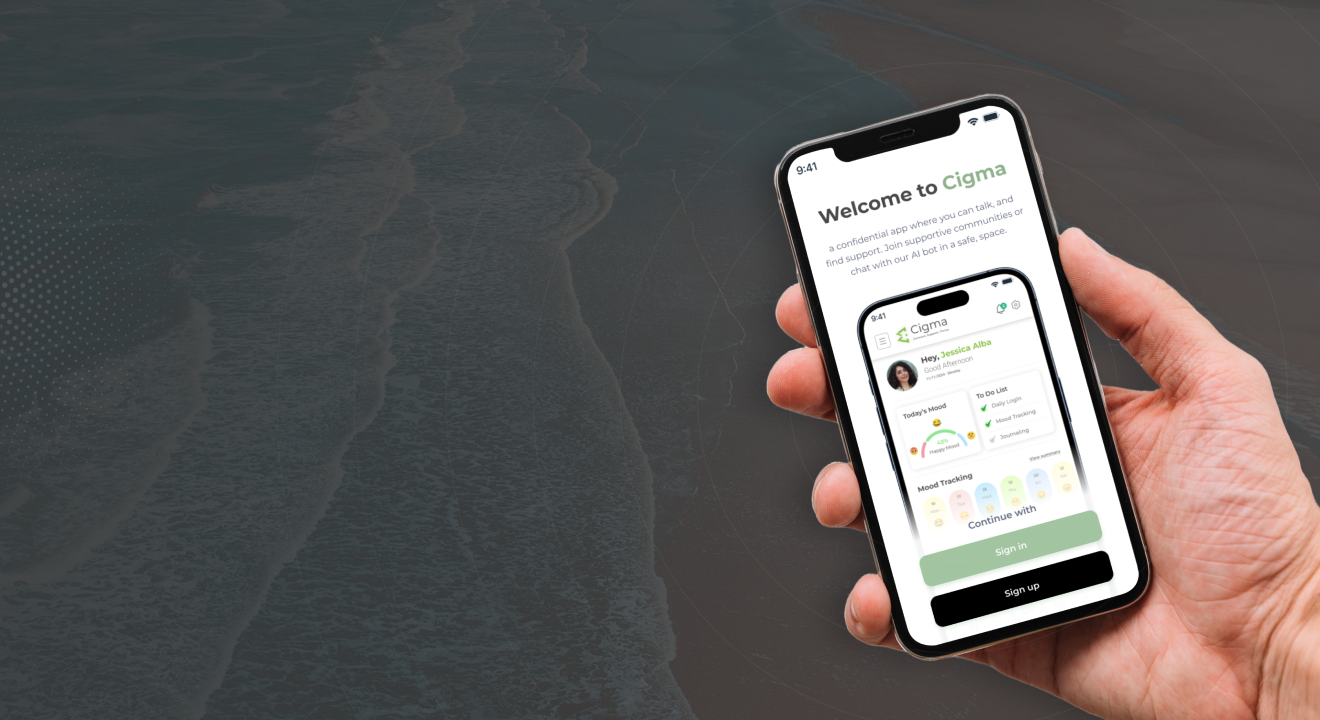 9:41
Welcome to Cigma
a confidential app where you can talk, and
find support. Join supportive communities or
chat with our AI bot in a safe, space.
9:41
Cigma
Hey, Jessica Alba
Good Afternoon
Today's Mood
Happy Mood
To Do List
Daily Login
Mood Tracking
Journeling
Mood Tracking
View summary
Continue with
Sign in
Sign up